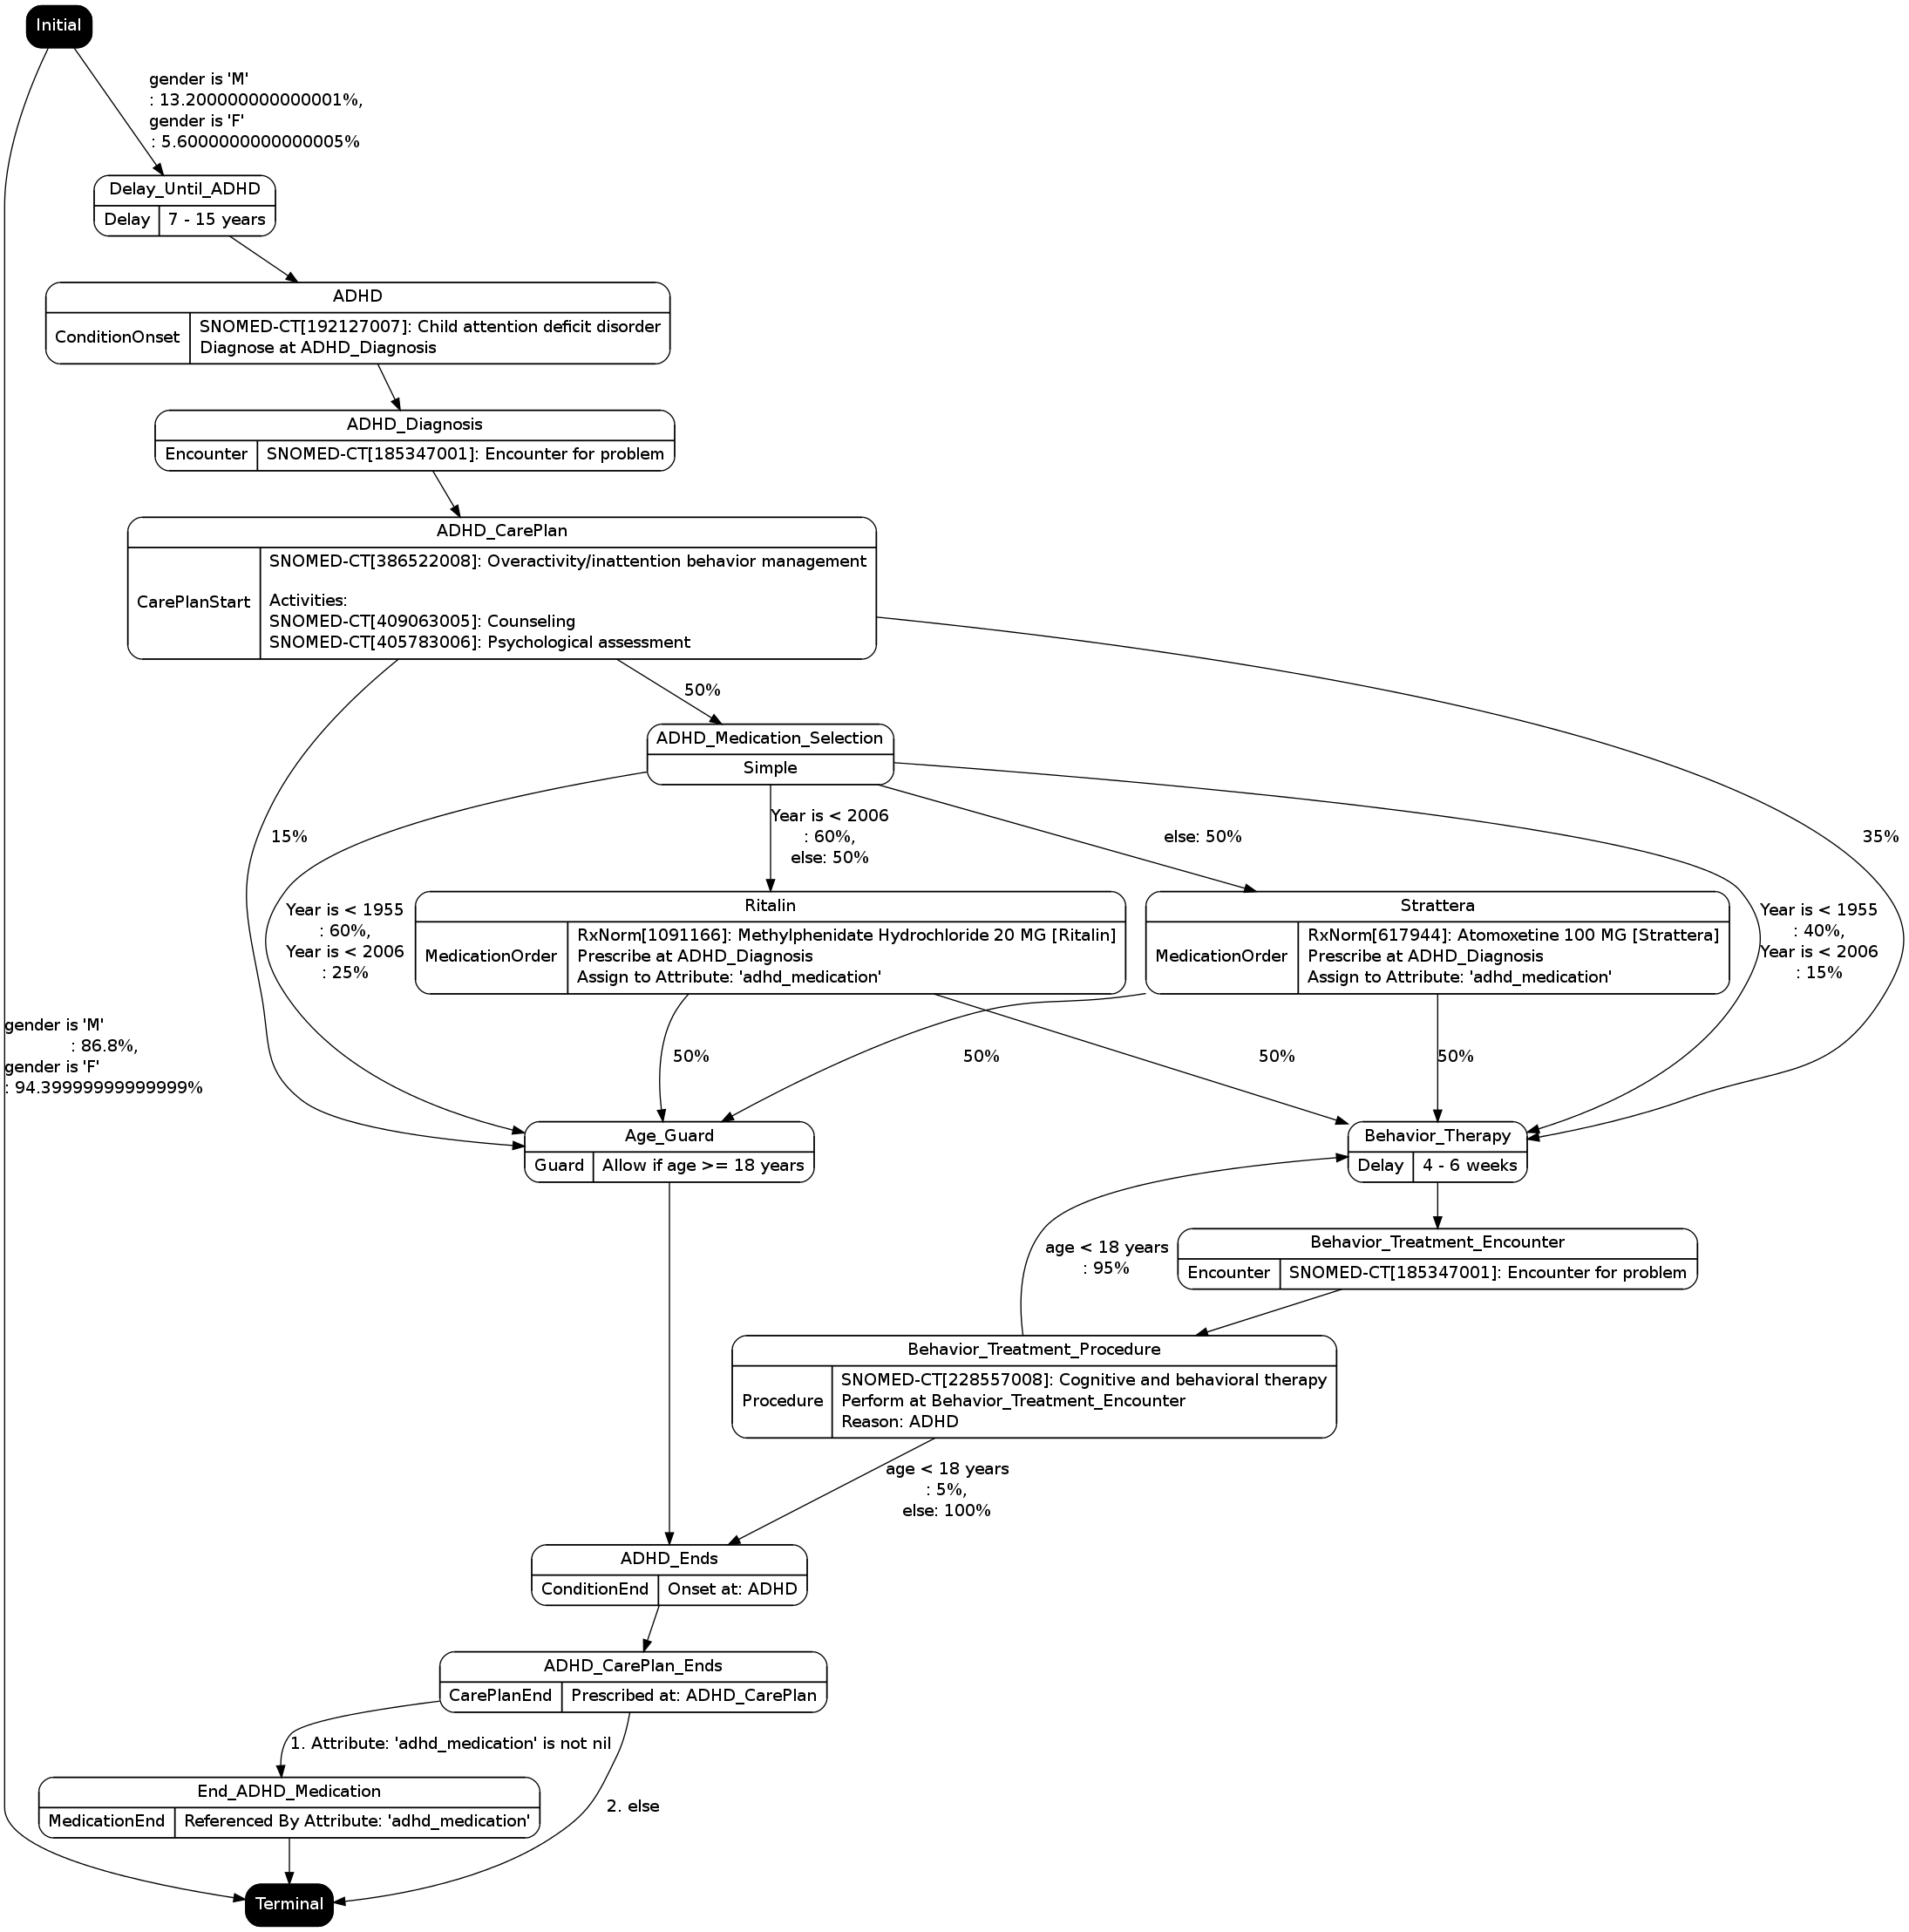 Initial
gender is 'M'
: 13.200000000000001%,
gender is 'F'
: 5.6000000000000005%
Delay_Until_ADHD
Delay
7 - 15 years
ADHD
ConditionOnset
SNOMED-CT[192127007]: Child attention deficit disorder
Diagnose at ADHD_Diagnosis
ADHD_Diagnosis
Encounter
SNOMED-CT[185347001]: Encounter for problem
ADHD_CarePlan
CarePlanStart
SNOMED-CT[386522008]: Overactivity/inattention behavior management
Activities:
SNOMED-CT[409063005]: Counseling
SNOMED-CT[405783006]: Psychological assessment
50%
ADHD_Medication_Selection
Simple
15%
Year is < 2006
: 60%,
else: 50%
else: 50%
35%
Year is < 1955
: 60%,
Year is < 2006
: 25%
Ritalin
MedicationOrder
RxNorm[1091166]: Methylphenidate Hydrochloride 20 MG [Ritalin]
Prescribe at ADHD_Diagnosis
Assign to Attribute: 'adhd_medication'
Strattera
MedicationOrder
RxNorm[617944]: Atomoxetine 100 MG [Strattera]
Prescribe at ADHD_Diagnosis
Assign to Attribute: 'adhd_medication'
Year is < 1955
: 40%,
Year is < 2006
: 15%
gender is 'M'
: 86.8%,
gender is 'F'
: 94.39999999999999%
50%
50%
50%
50%
Age_Guard
Guard
Allow if age >= 18 years
Behavior_Therapy
Delay
4 - 6 weeks
age < 18 years
: 95%
Behavior_Treatment_Encounter
Encounter
SNOMED-CT[185347001]: Encounter for problem
Behavior_Treatment_Procedure
Procedure
SNOMED-CT[228557008]: Cognitive and behavioral therapy
Perform at Behavior_Treatment_Encounter
Reason: ADHD
age < 18 years
: 5%,
else: 100%
ADHD_Ends
ConditionEnd
Onset at: ADHD
ADHD_CarePlan_Ends
CarePlanEnd
Prescribed at: ADHD_CarePlan
1. Attribute: 'adhd_medication' is not nil
End_ADHD_Medication
MedicationEnd
Referenced By Attribute: 'adhd_medication'
2. else
Terminal